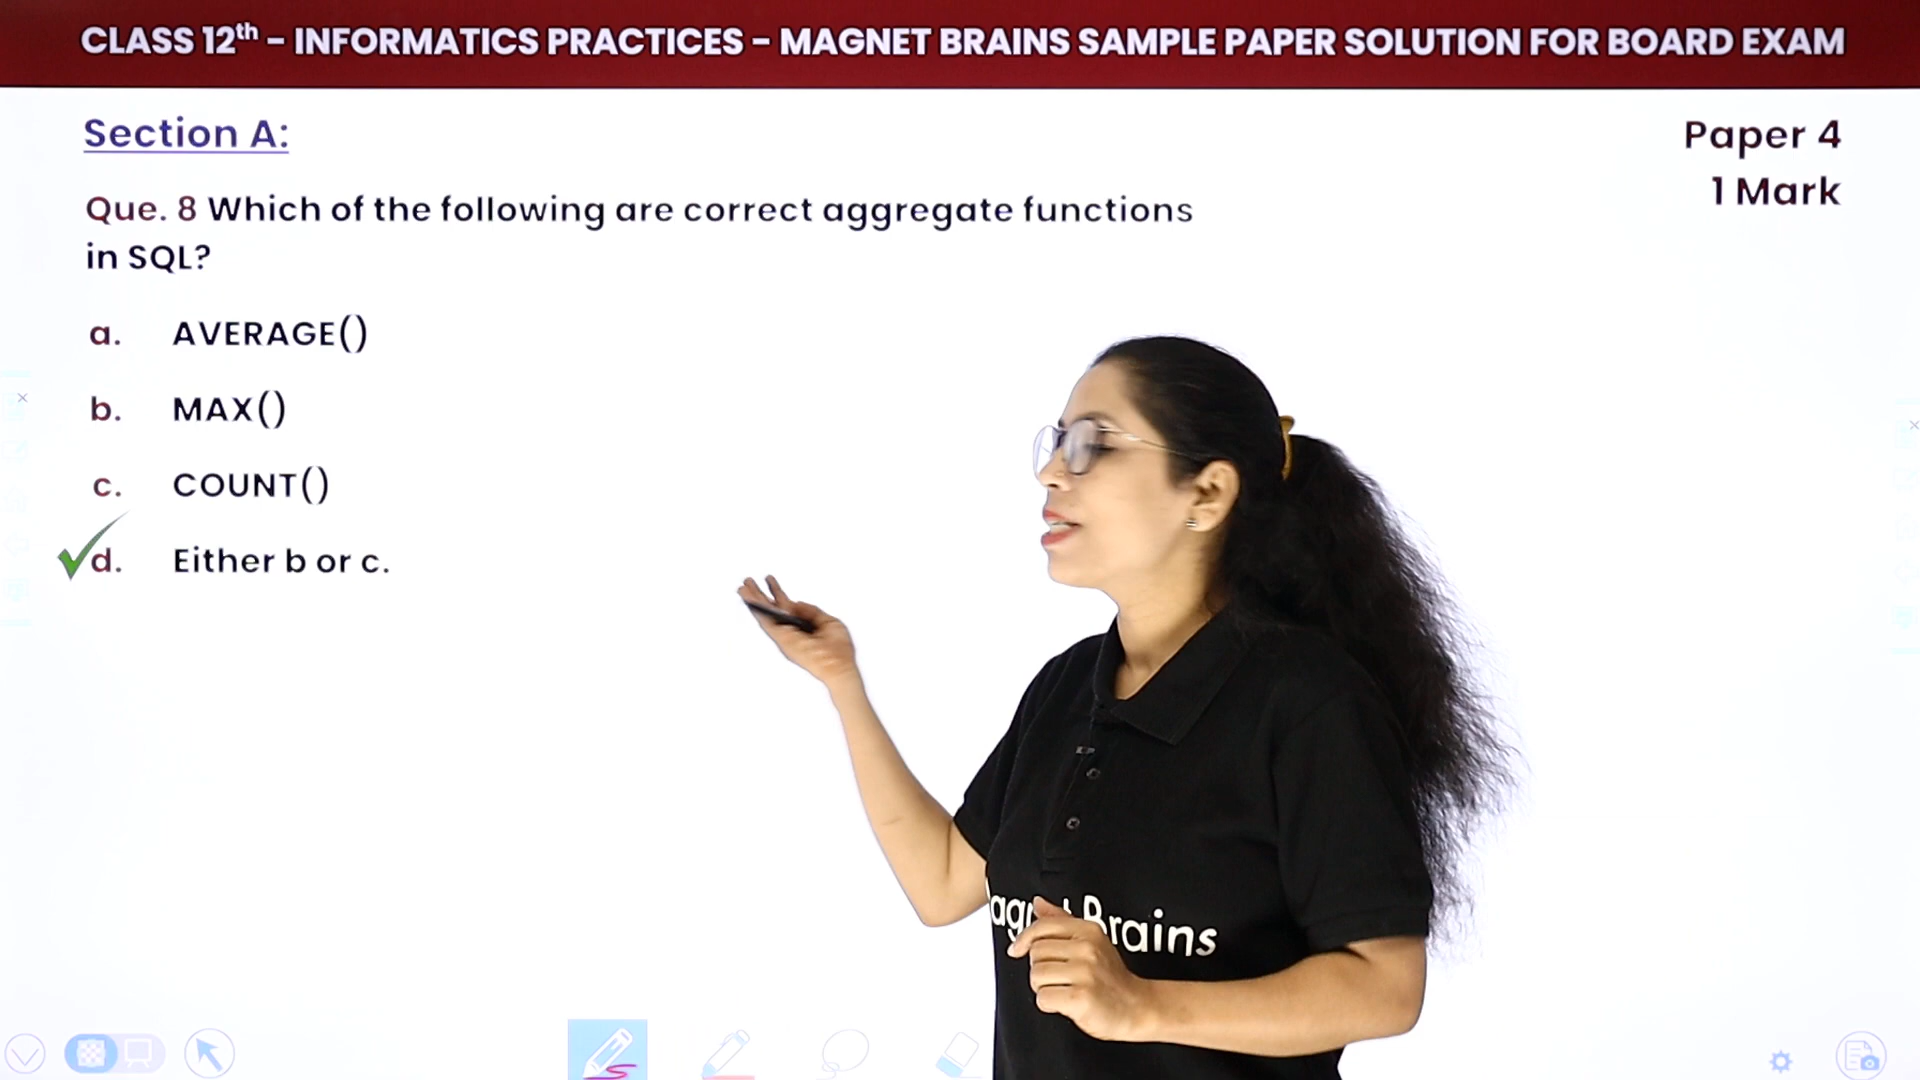 CLASS 12th – INFORMATICS PRACTICES – MAGNET BRAINS SAMPLE PAPER SOLUTION FOR BOARD EXAM
Section A:
Paper 4
1 Mark
Que. 8 Which of the following are correct aggregate functions
in SQL?
a. AVERAGE()
b. MAX()
c. COUNT()
d. Either b or c.
Brains